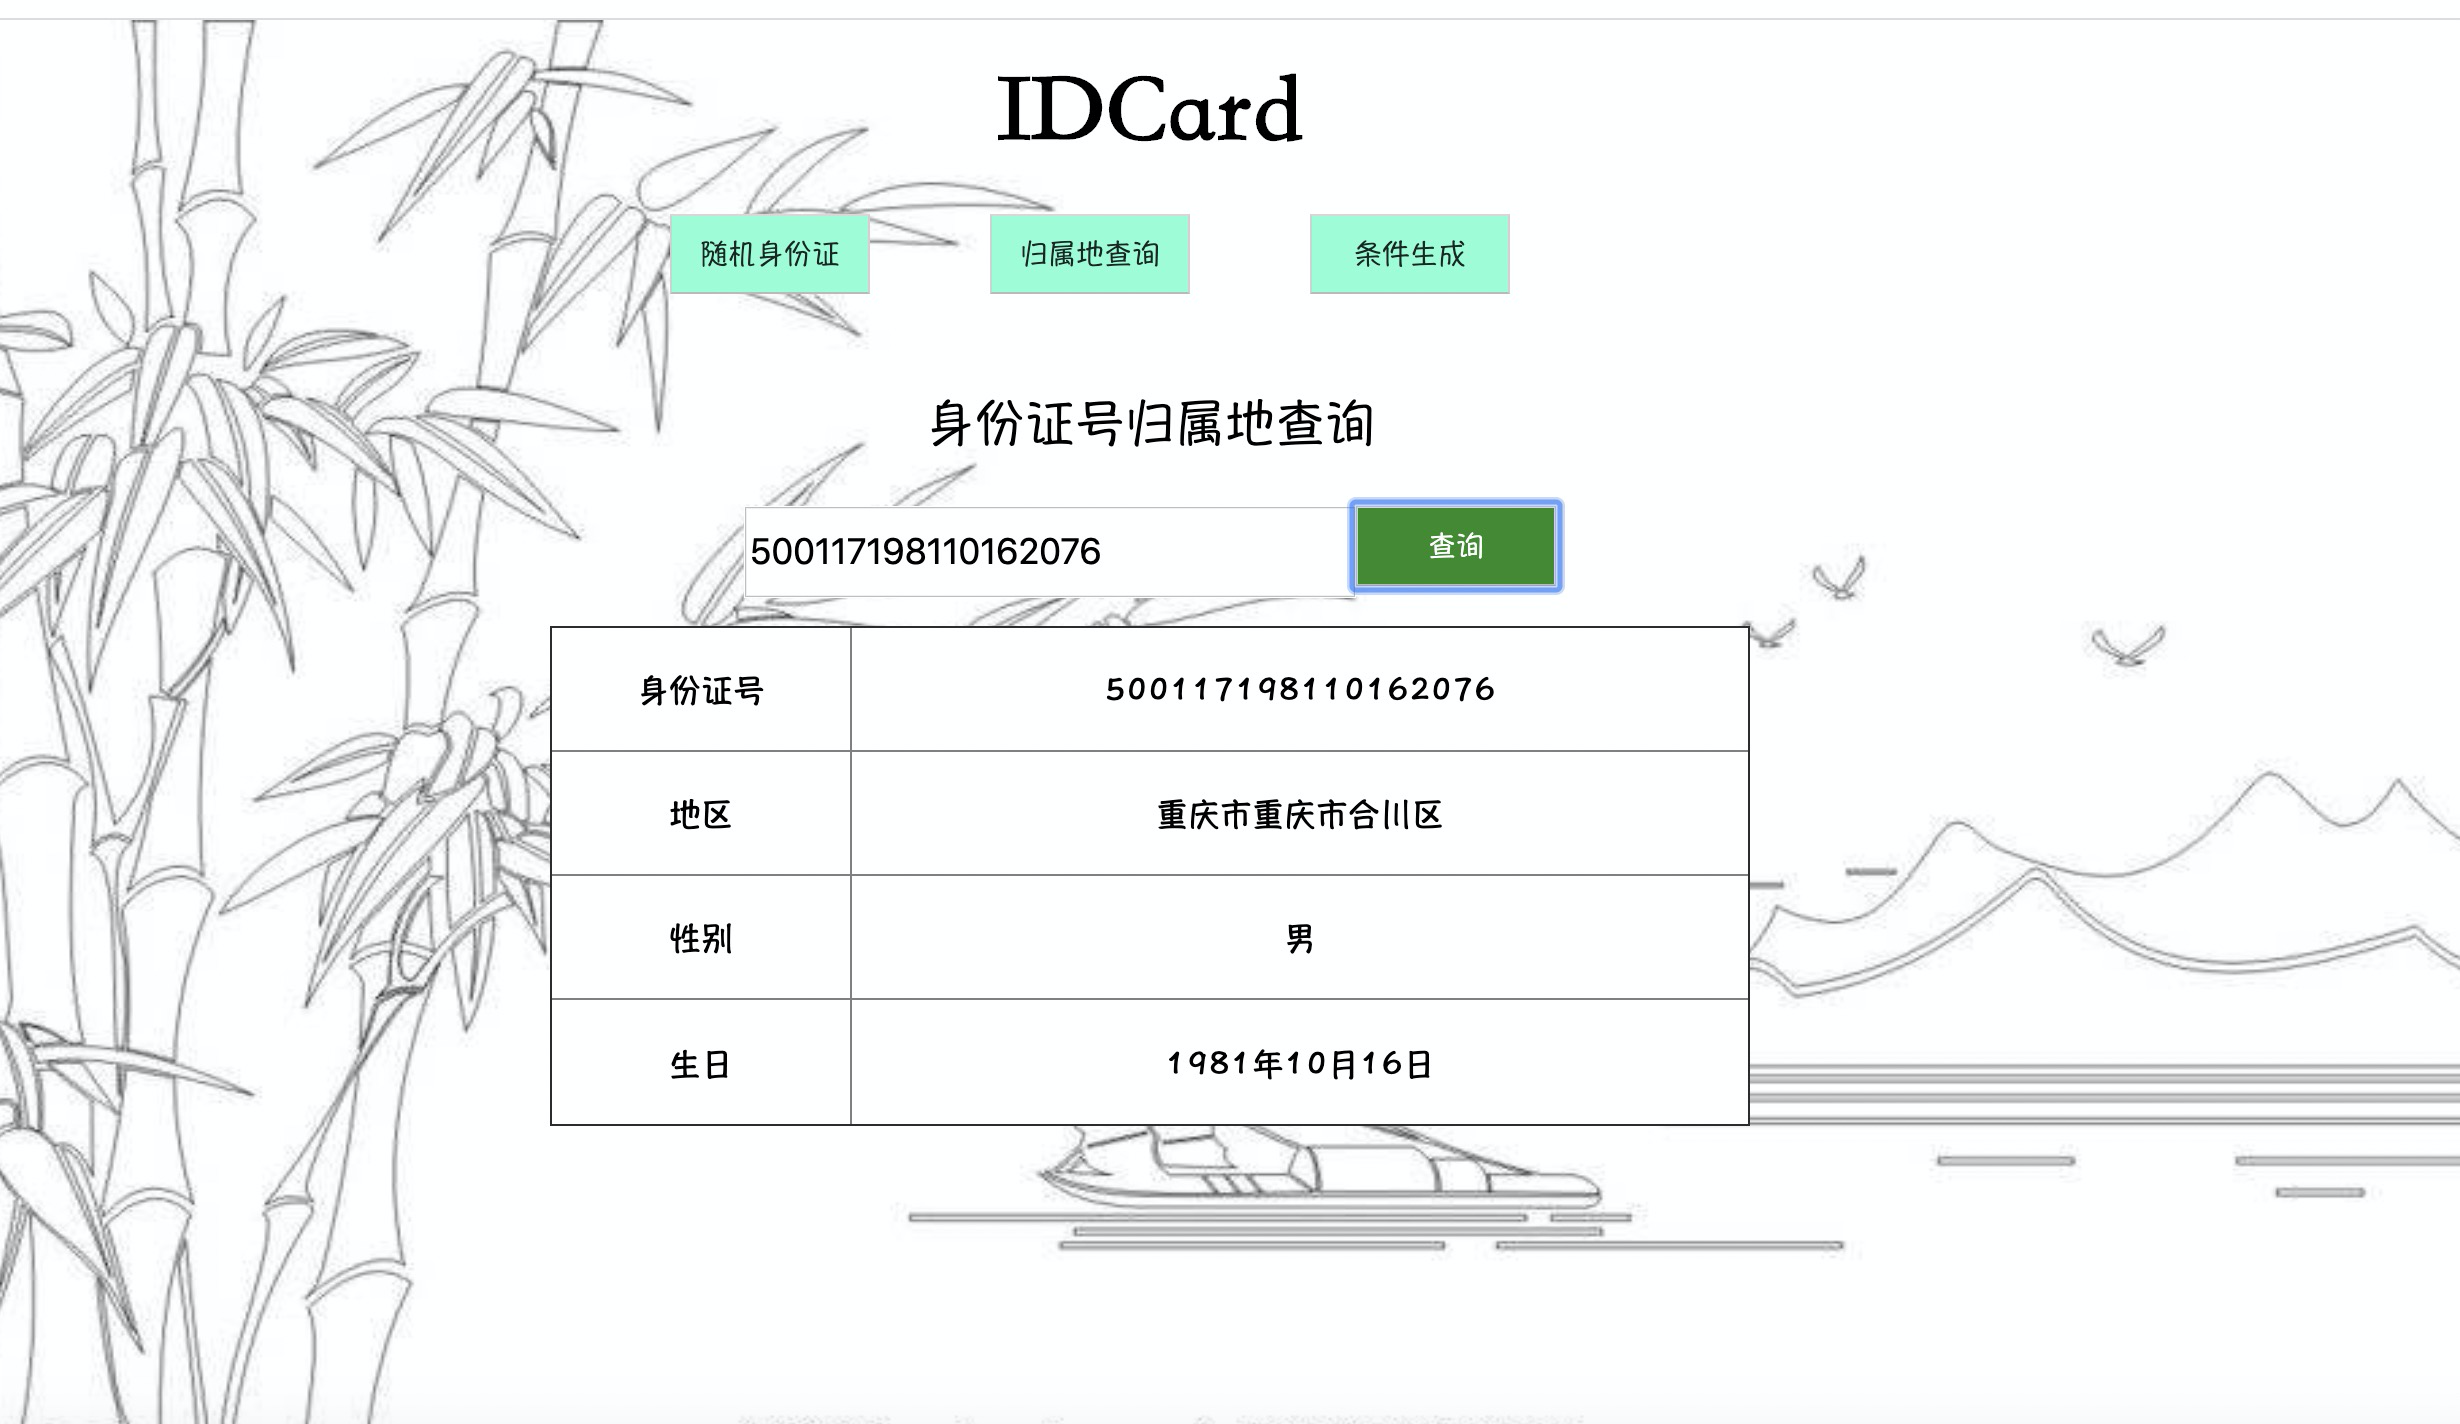 IDCard
随机身份证 归属地查询 条件生成
身份证号归属地查询
500117198110162076 查询
身份证号 500117198110162076
地区 重庆市重庆市合川区
性别 男
生日 1981年10月16日